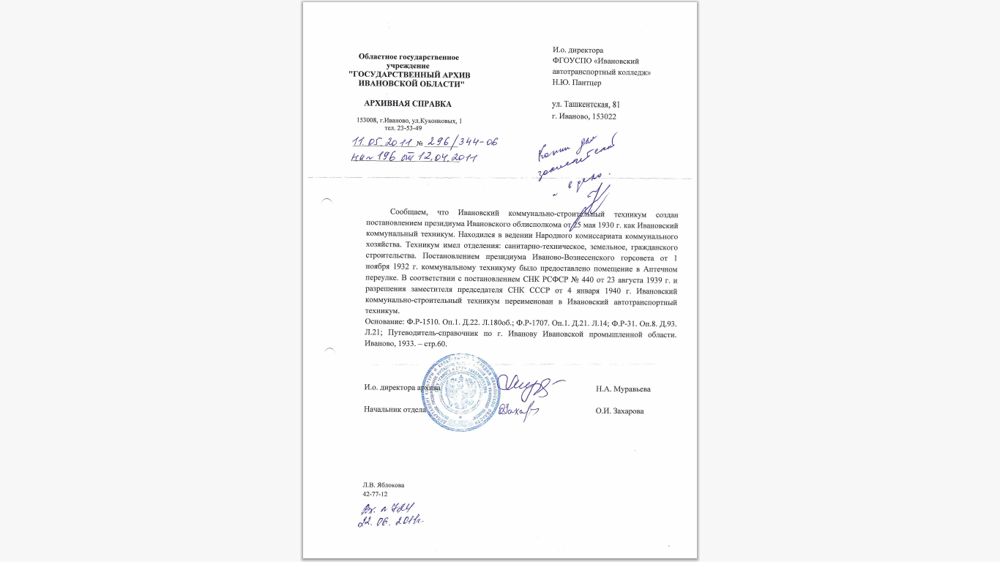 Областное государственное
учреждение
"ГОСУДАРСТВЕННЫЙ АРХИВ
ИВАНОВСКОЙ ОБЛАСТИ"
АРХИВНАЯ СПРАВКА
153008, г.Иваново, ул.Куконковых, 1
тел. 23-53-49
11.05.2011 № 296/344-06
на № 196 от 12.04.2011
И.о. директора
ФГОУСПО «Ивановский
автотранспортный колледж»
Н.Ю. Пантцер
ул. Ташкентская, 81
г. Иваново, 153022
в дело.
Сообщаем, что Ивановский коммунально-строительный техникум создан
постановлением президиума Ивановского облисполкома от 25 мая 1930 г. как Ивановский
коммунальный техникум. Находился в ведении Народного комиссариата коммунального
хозяйства. Техникум имел отделения: санитарно-техническое, земельное, гражданского
строительства. Постановлением президиума Иваново-Вознесенского горсовета от 1
ноября 1932 г. коммунальному техникуму было предоставлено помещение в Аптечном
переулке. В соответствии с постановлением СНК РСФСР № 440 от 23 августа 1939 г. и
разрешения заместителя председателя СНК СССР от 4 января 1940 г. Ивановский
коммунально-строительный техникум переименован в Ивановский автотранспортный
техникум.
Основание: Ф.Р-1510. Оп.1. Д.22. Л.180об.; Ф.Р-1707. Оп.1. Д.21. Л.14; Ф.Р-31. Оп.8. Д.93.
Л.21; Путеводитель-справочник по г. Иванову Ивановской промышленной области.
Иваново, 1933. – стр.60.
И.о. директора архива
Н.А. Муравьева
Начальник отдела
О.И. Захарова
Л.В. Яблокова
42-77-12
Вх. № 724
22.06.2011г.